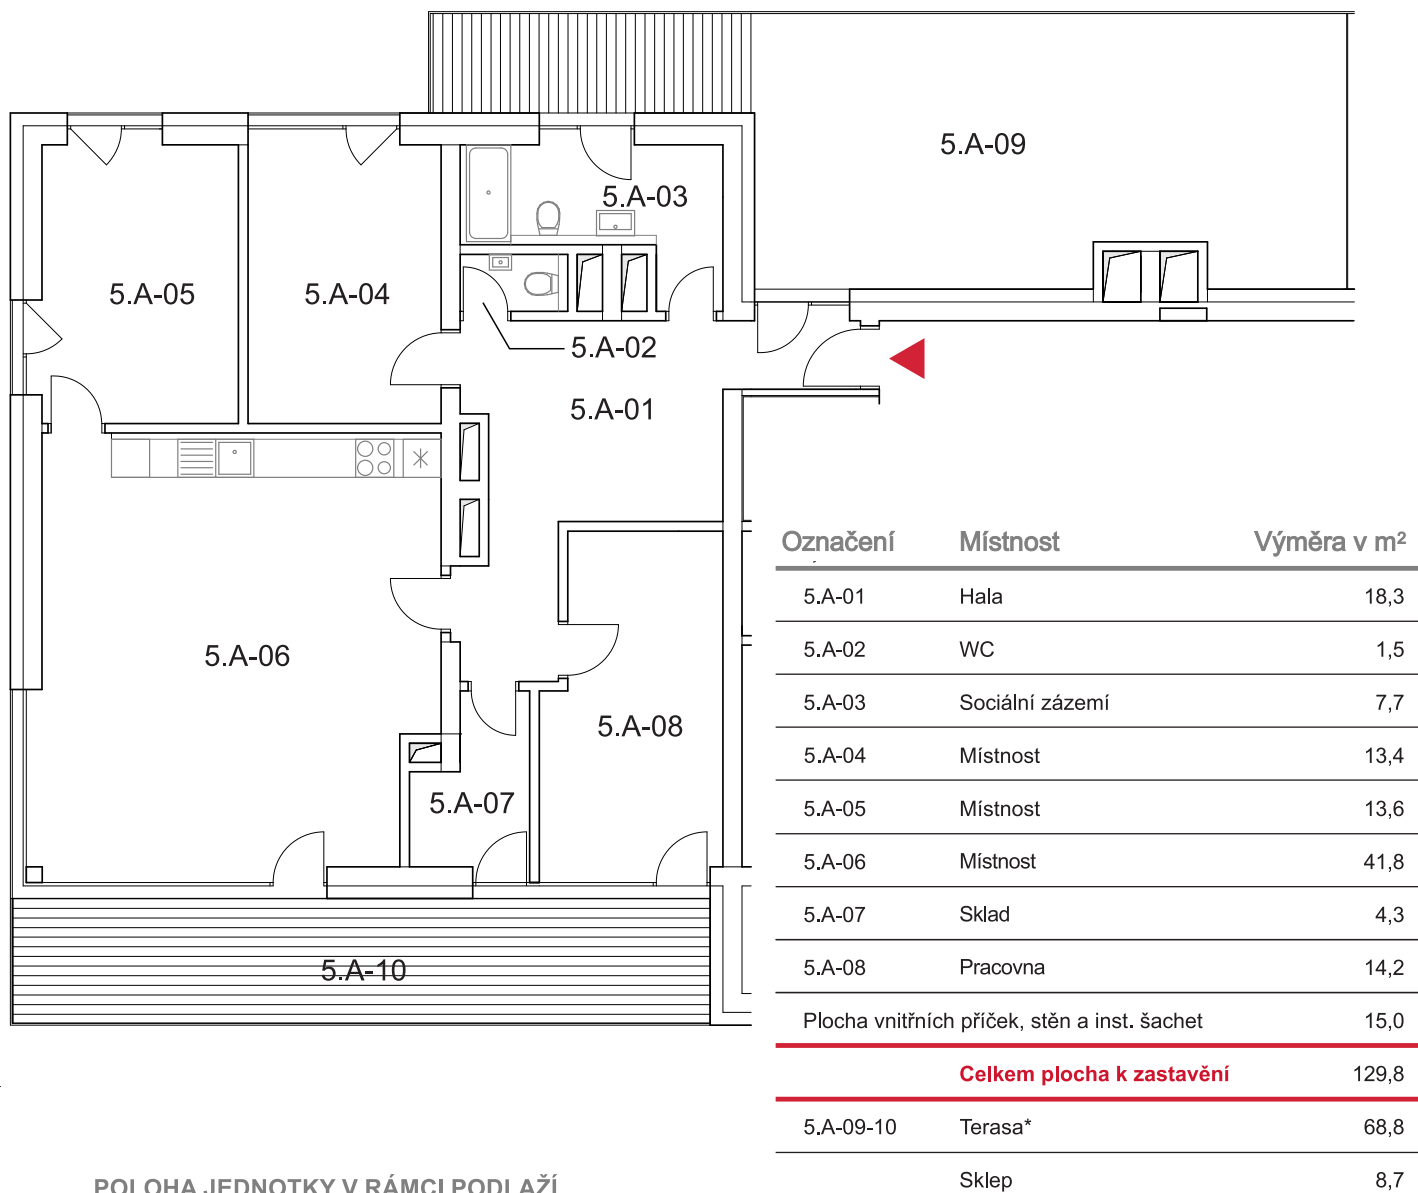 5.A-09
5.A-03
5.A-05
5.A-04
5.A-02
5.A-01
5.A-06
5.A-08
5.A-07
5.A-10
Označení Místnost Výměra v m²
5.A-01 Hala 18,3
5.A-02 WC 1,5
5.A-03 Sociální zázemí 7,7
5.A-04 Místnost 13,4
5.A-05 Místnost 13,6
5.A-06 Místnost 41,8
5.A-07 Sklad 4,3
5.A-08 Pracovna 14,2
Plocha vnitřních příček, stěn a inst. šachet 15,0
Celkem plocha k zastavění 129,8
5.A-09-10 Terasa* 68,8
Sklep 8,7
POLOHA JEDNOTKY V RÁMCI PODLAŽÍ